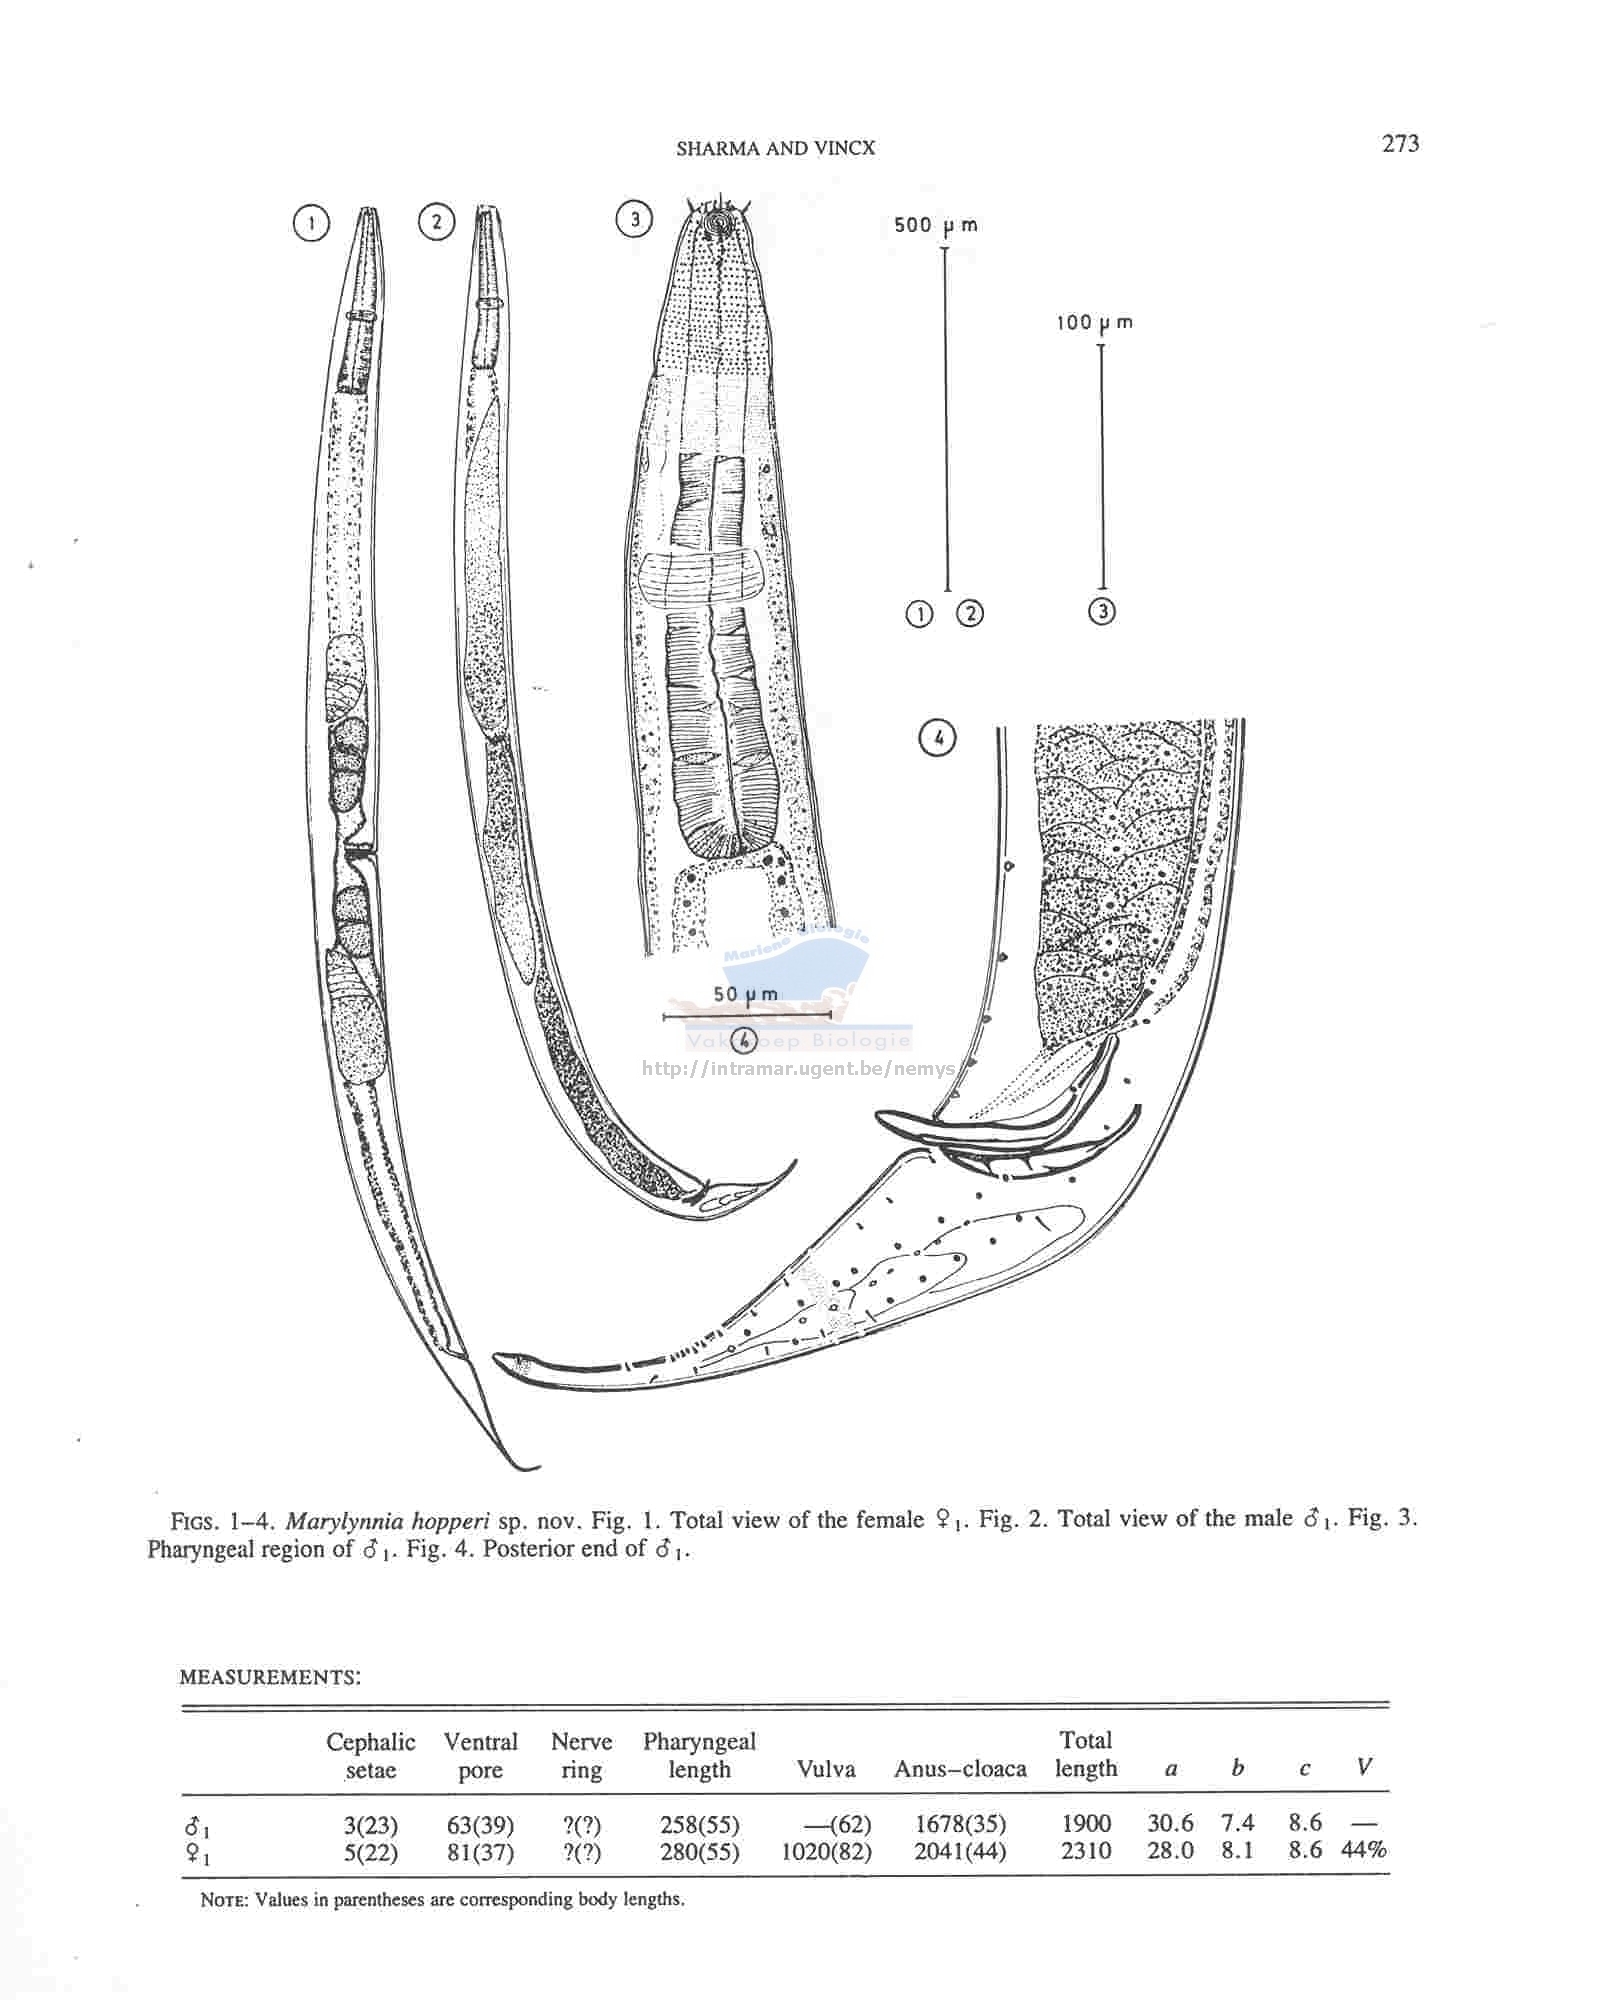 SHARMA AND VINCX
273
1
2
3
500 µm
100 µm
1 2
3
4
Mariene Biologie
50 µm
4
Biologie
http://intramar.ugent.be/nemys
FIGS. 1–4. Marylynnia hopperi sp. nov. Fig. 1. Total view of the female ♀1. Fig. 2. Total view of the male ♂1. Fig. 3.
Pharyngeal region of ♂1. Fig. 4. Posterior end of ♂1.
MEASUREMENTS:
Cephalic Ventral Nerve Pharyngeal Total
setae pore ring length Vulva Anus–cloaca length a b c V
♂1 3(23) 63(39) ?(?) 258(55) —(62) 1678(35) 1900 30.6 7.4 8.6 —
♀1 5(22) 81(37) ?(?) 280(55) 1020(82) 2041(44) 2310 28.0 8.1 8.6 44%
NOTE: Values in parentheses are corresponding body lengths.